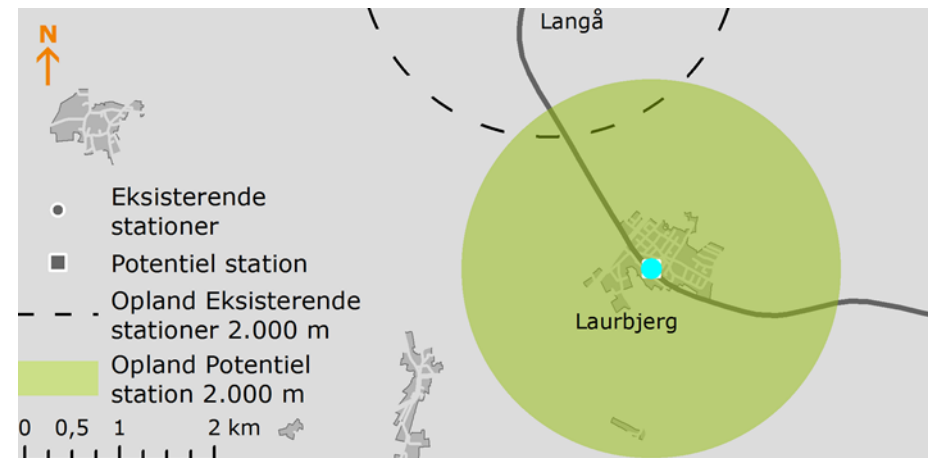 Langå
N
Eksisterende
stationer
Potentiel station
Opland Eksisterende
stationer 2.000 m
Laurbjerg
Opland Potentiel
station 2.000 m
0 0,5 1 2 km